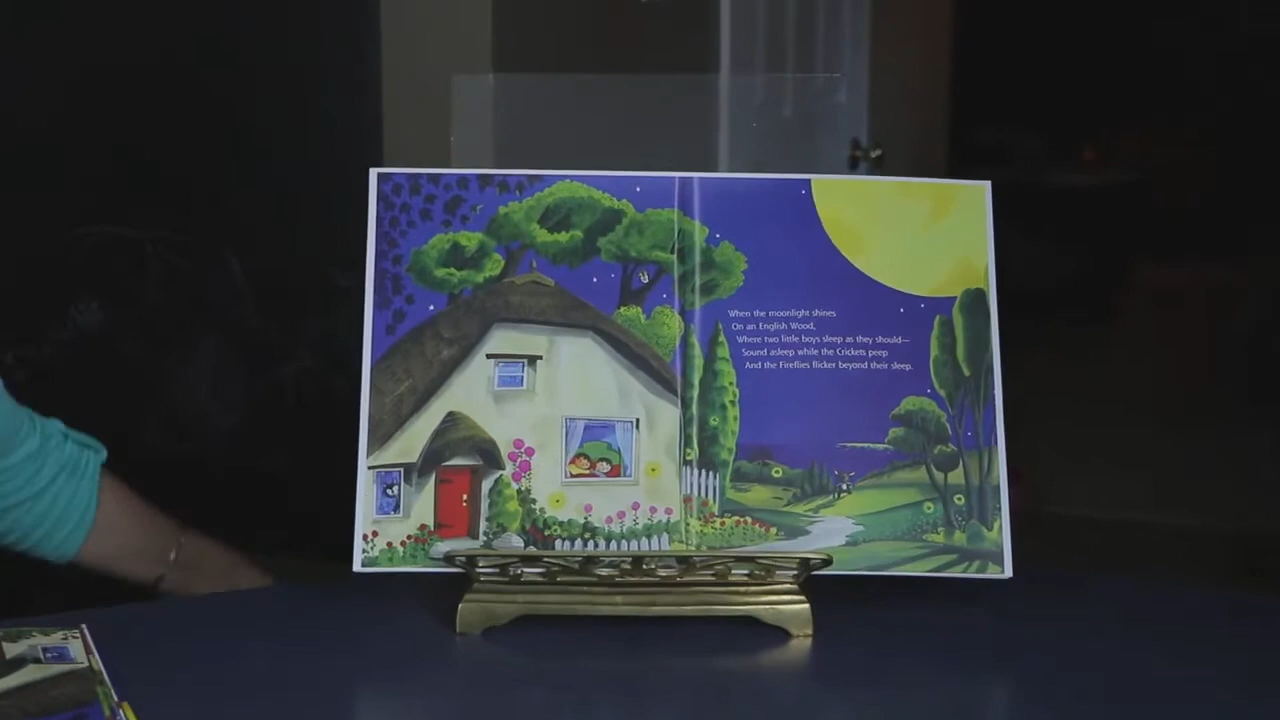 When the moonlight shines
On an English Wood,
Where two little boys sleep as they should—
Sound asleep while the Crickets peep
And the Fireflies flicker beyond their sleep.